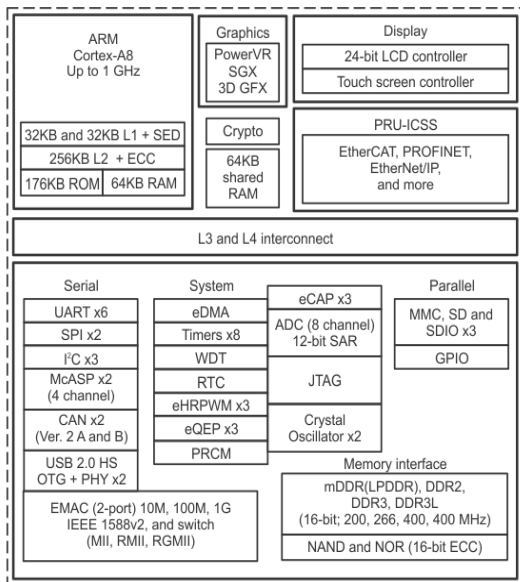 ARM
Cortex-A8
Up to 1 GHz
32KB and 32KB L1 + SED
256KB L2 + ECC
176KB ROM
64KB RAM
Graphics
PowerVR
SGX
3D GFX
Crypto
64KB
shared
RAM
Display
24-bit LCD controller
Touch screen controller
PRU-ICSS
EtherCAT, PROFINET,
EtherNet/IP,
and more
L3 and L4 interconnect
Serial
UART x6
SPI x2
I²C x3
McASP x2
(4 channel)
CAN x2
(Ver. 2 A and B)
USB 2.0 HS
OTG + PHY x2
EMAC (2-port) 10M, 100M, 1G
IEEE 1588v2, and switch
(MII, RMII, RGMII)
System
eDMA
Timers x8
WDT
RTC
eHRPWM x3
eQEP x3
PRCM
eCAP x3
ADC (8 channel)
12-bit SAR
JTAG
Crystal
Oscillator x2
Parallel
MMC, SD and
SDIO x3
GPIO
Memory interface
mDDR(LPDDR), DDR2,
DDR3, DDR3L
(16-bit; 200, 266, 400, 400 MHz)
NAND and NOR (16-bit ECC)